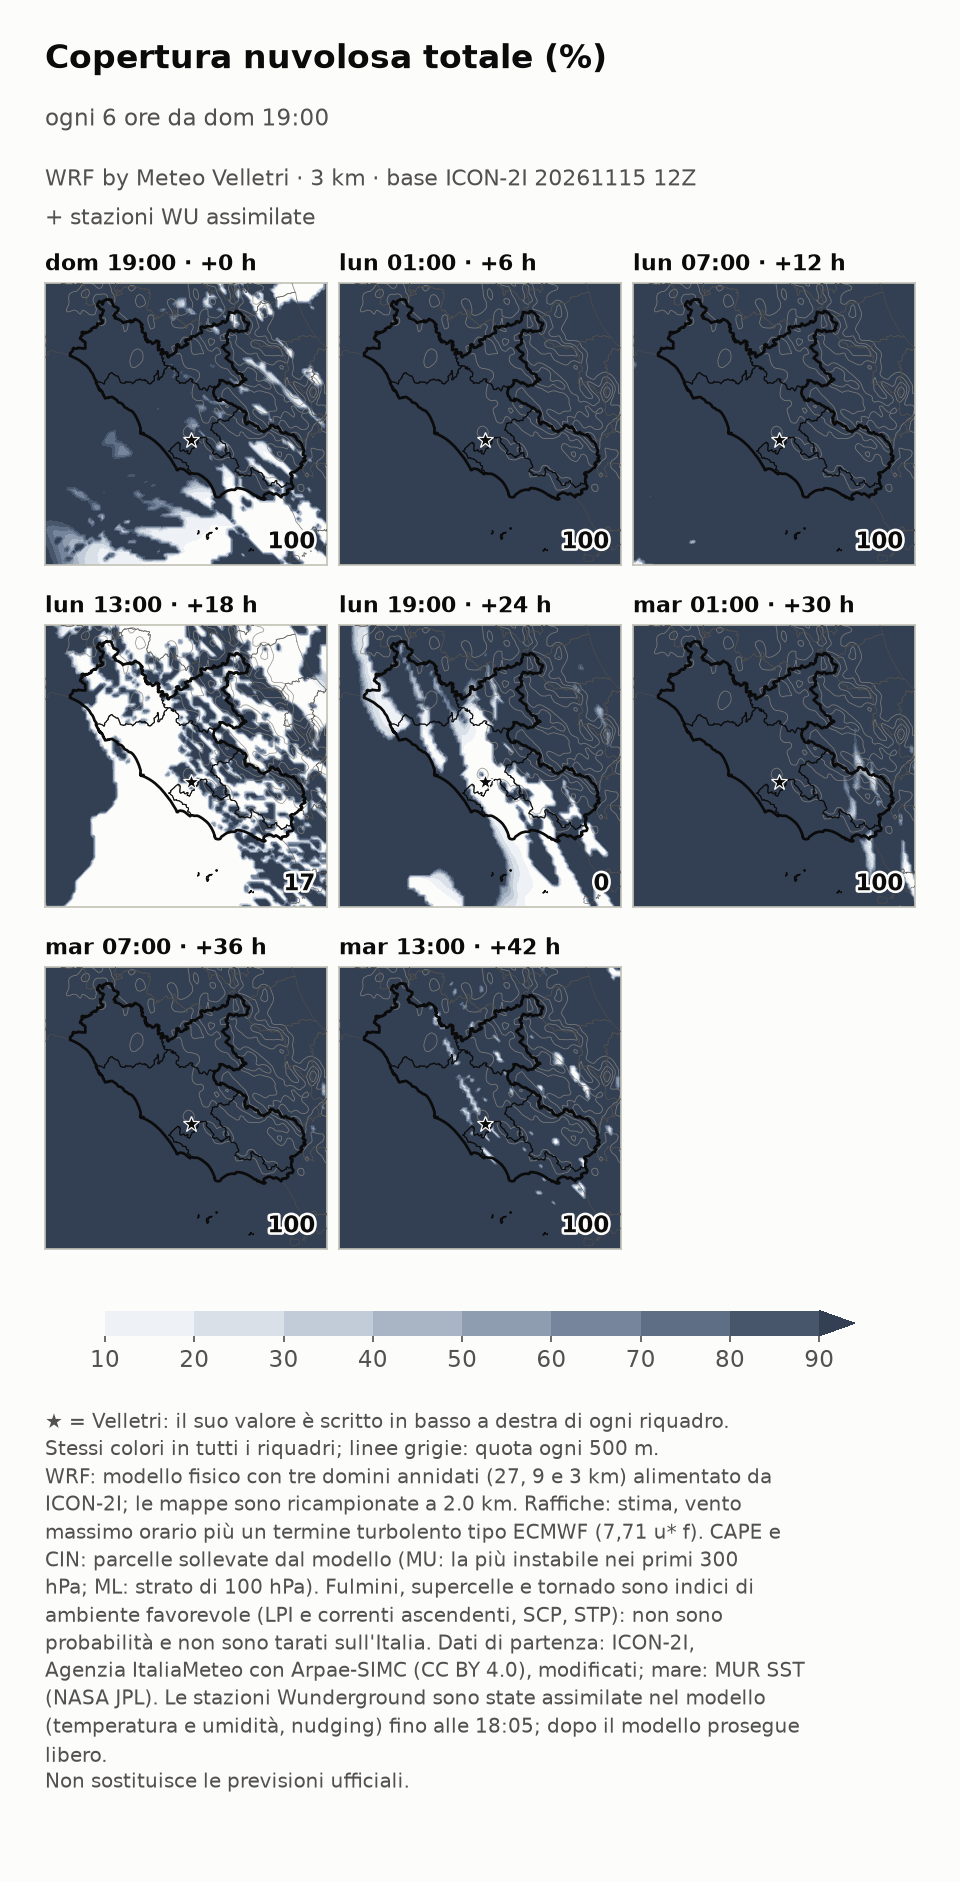 Copertura nuvolosa totale (%)
ogni 6 ore da dom 19:00
WRF by Meteo Velletri · 3 km · base ICON-2I 20261115 12Z
+ stazioni WU assimilate
dom 19:00 · +0 h
lun 01:00 · +6 h
lun 07:00 · +12 h
100
100
100
lun 13:00 · +18 h
lun 19:00 · +24 h
mar 01:00 · +30 h
17
0
100
mar 07:00 · +36 h
mar 13:00 · +42 h
100
100
10 20 30 40 50 60 70 80 90
★ = Velletri: il suo valore è scritto in basso a destra di ogni riquadro.
Stessi colori in tutti i riquadri; linee grigie: quota ogni 500 m.
WRF: modello fisico con tre domini annidati (27, 9 e 3 km) alimentato da
ICON-2I; le mappe sono ricampionate a 2.0 km. Raffiche: stima, vento
massimo orario più un termine turbolento tipo ECMWF (7,71 u* f). CAPE e
CIN: parcelle sollevate dal modello (MU: la più instabile nei primi 300
hPa; ML: strato di 100 hPa). Fulmini, supercelle e tornado sono indici di
ambiente favorevole (LPI e correnti ascendenti, SCP, STP): non sono
probabilità e non sono tarati sull'Italia. Dati di partenza: ICON-2I,
Agenzia ItaliaMeteo con Arpae-SIMC (CC BY 4.0), modificati; mare: MUR SST
(NASA JPL). Le stazioni Wunderground sono state assimilate nel modello
(temperatura e umidità, nudging) fino alle 18:05; dopo il modello prosegue
libero.
Non sostituisce le previsioni ufficiali.